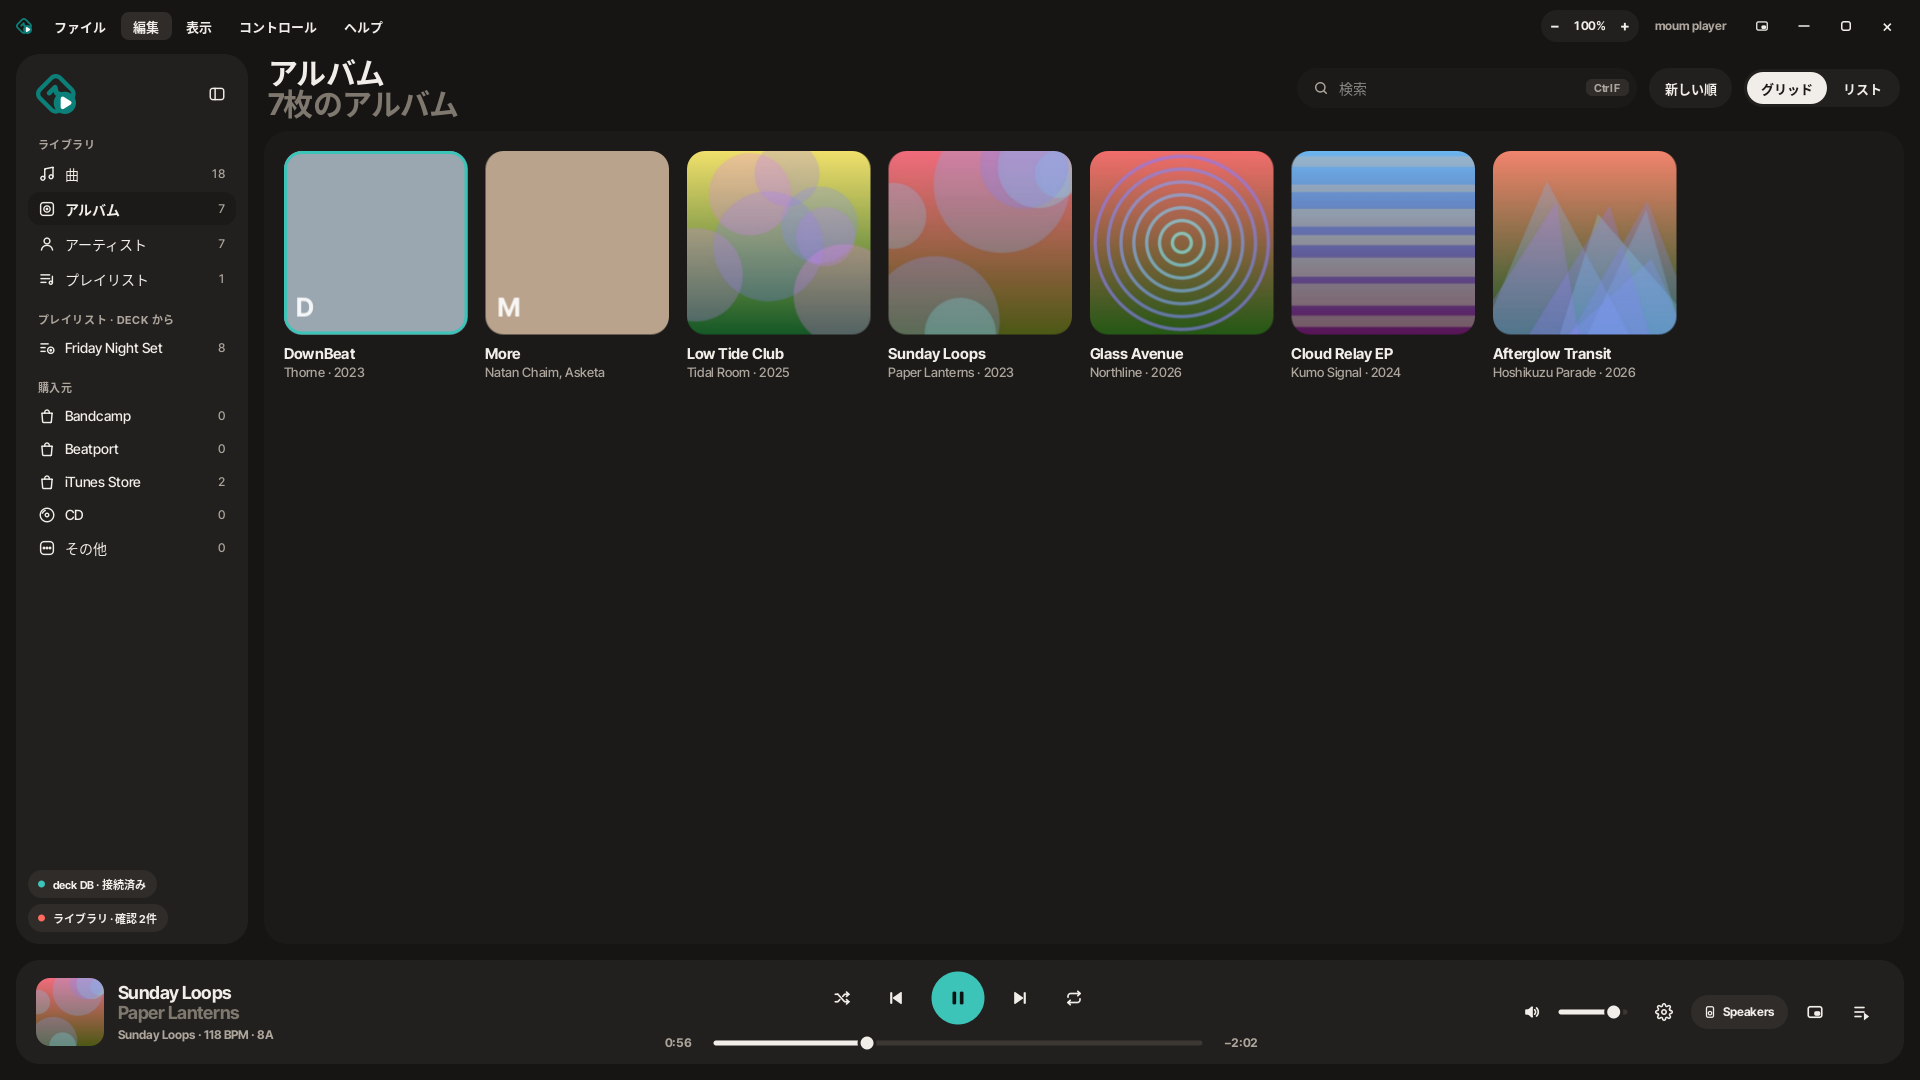 ファイル 編集 表示 コントロール ヘルプ
− 100% +
moum player
ライブラリ
曲 18
アルバム 7
アーティスト 7
プレイリスト 1
プレイリスト · DECK から
Friday Night Set 8
購入元
Bandcamp 0
Beatport 0
iTunes Store 2
CD 0
その他 0
deck DB · 接続済み
ライブラリ · 確認 2件
アルバム
7枚のアルバム
検索 Ctrl F
新しい順
グリッド リスト
D
DownBeat
Thorne · 2023
M
More
Natan Chaim, Asketa
Low Tide Club
Tidal Room · 2025
Sunday Loops
Paper Lanterns · 2023
Glass Avenue
Northline · 2026
Cloud Relay EP
Kumo Signal · 2024
Afterglow Transit
Hoshikuzu Parade · 2026
Sunday Loops
Paper Lanterns
Sunday Loops · 118 BPM · 8A
0:56
−2:02
Speakers